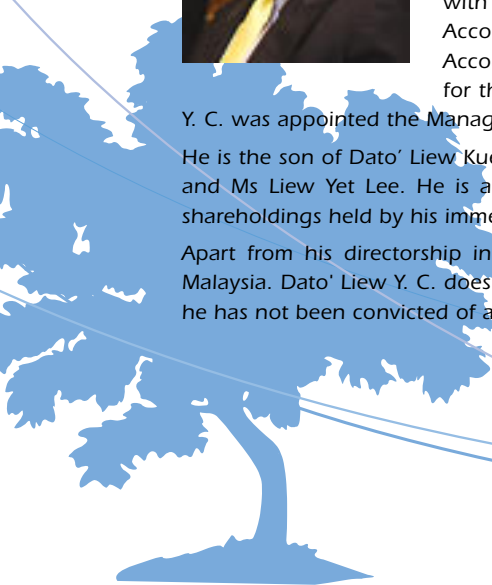 with
Acco
Acco
for th
Y. C. was appointed the Manag
He is the son of Dato' Liew Kue
and Ms Liew Yet Lee. He is a
shareholdings held by his imme
Apart from his directorship in
Malaysia. Dato' Liew Y. C. does
he has not been convicted of a